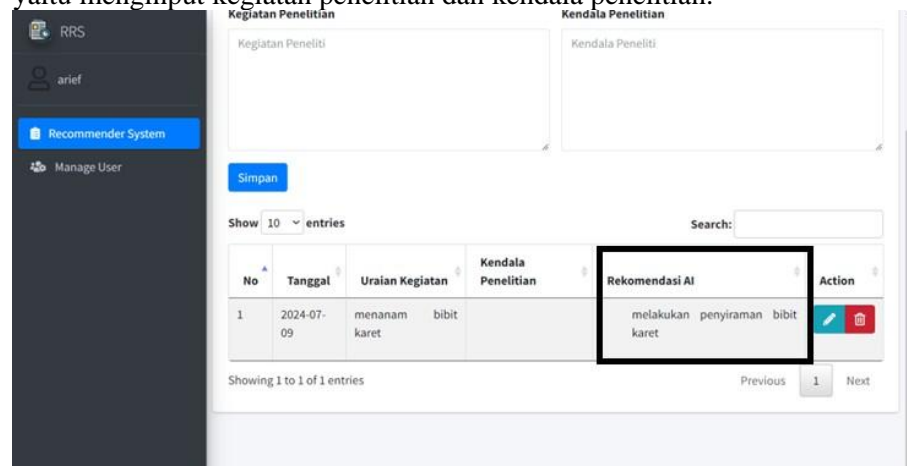 yaitu menginput kegiatan penelitian dan kendala penelitian.
RRS
arief
Recommender System
Manage User
Kegiatan Penelitian
Kendala Penelitian
Kegiatan Peneliti
Kendala Peneliti
Simpan
Show 10 entries
Search:
No Tanggal Uraian Kegiatan Kendala Penelitian Rekomendasi AI Action
1 2024-07-09 menanam bibit karet melakukan penyiraman bibit karet
Showing 1 to 1 of 1 entries
Previous 1 Next